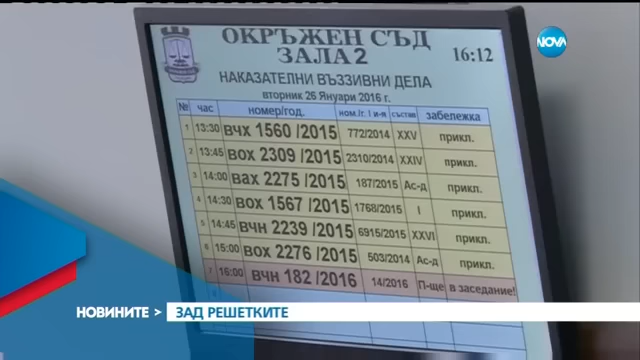 ОКРЪЖЕН СЪД
ЗАЛА 2
16:12
NOVA
НАКАЗАТЕЛНИ ВЪЗЗИВНИ ДЕЛА
вторник 26 Януари 2016 г.
№ час номер/год. ном./г. I и-я състав забележка
1 13:30 вчх 1560 /2015 772/2014 XXV прикл.
2 13:45 вох 2309 /2015 2310/2014 XXIV прикл.
3 14:00 вах 2275 /2015 187/2015 Ас-д прикл.
4 14:30 вох 1567 /2015 1768/2015 I прикл.
5 14:45 вчн 2239 /2015 6915/2015 XXVI прикл.
6 15:00 вох 2276 /2015 503/2014 Ас-д прикл.
7 16:00 вчн 182 /2016 14/2016 П-ще в заседание!
НОВИНИТЕ > ЗАД РЕШЕТКИТЕ